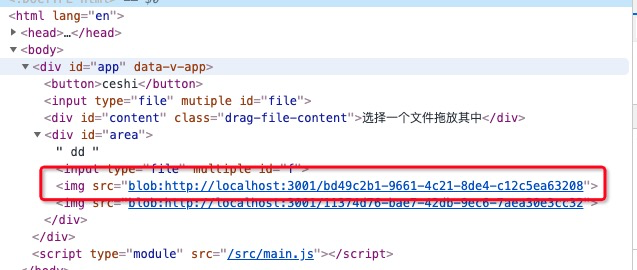 <html lang="en">
<head>…</head>
<body>
<div id="app" data-v-app>
<button>ceshi</button>
<input type="file" mutiple id="file">
<div id="content" class="drag-file-content">选择一个文件拖放其中</div>
<div id="area">
" dd "
<input type="file" multiple id="f">
<img src="blob:http://localhost:3001/bd49c2b1-9661-4c21-8de4-c12c5ea63208">
<img src="blob:http://localhost:3001/11374d76-bae7-42db-9ec6-7aea30e3cc32">
</div>
<script type="module" src="/src/main.js"></script>
</div>
</body>